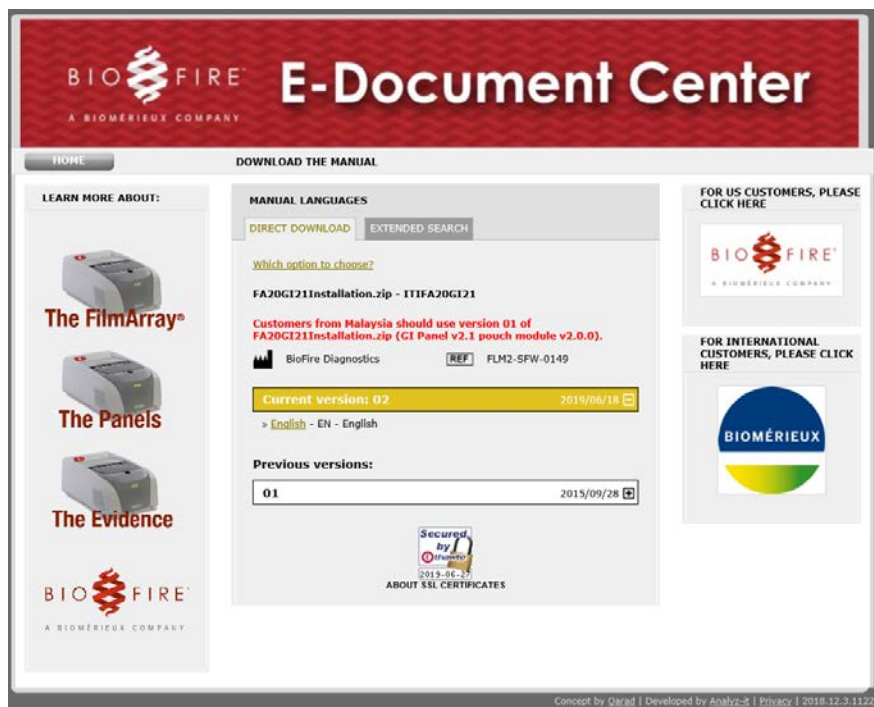 BIO FIRE
A BIOMÉRIEUX COMPANY
E-Document Center
HOME
DOWNLOAD THE MANUAL
LEARN MORE ABOUT:
The FilmArray®
The Panels
The Evidence
BIO FIRE
A BIOMÉRIEUX COMPANY
MANUAL LANGUAGES
DIRECT DOWNLOAD
EXTENDED SEARCH
Which option to choose?
FA20GI21Installation.zip - ITIFA20GI21
Customers from Malaysia should use version 01 of
FA20GI21Installation.zip (GI Panel v2.1 pouch module v2.0.0).
BioFire Diagnostics REF FLM2-SFW-0149
Current version: 02 2019/06/18
» English - EN - English
Previous versions:
01 2015/09/28
Secured
by
thawte
2019-06-27
ABOUT SSL CERTIFICATES
FOR US CUSTOMERS, PLEASE
CLICK HERE
BIO FIRE
A BIOMÉRIEUX COMPANY
FOR INTERNATIONAL
CUSTOMERS, PLEASE CLICK
HERE
BIOMÉRIEUX
Concept by Qarad | Developed by Analyz-it | Privacy | 2018.12.3.1122